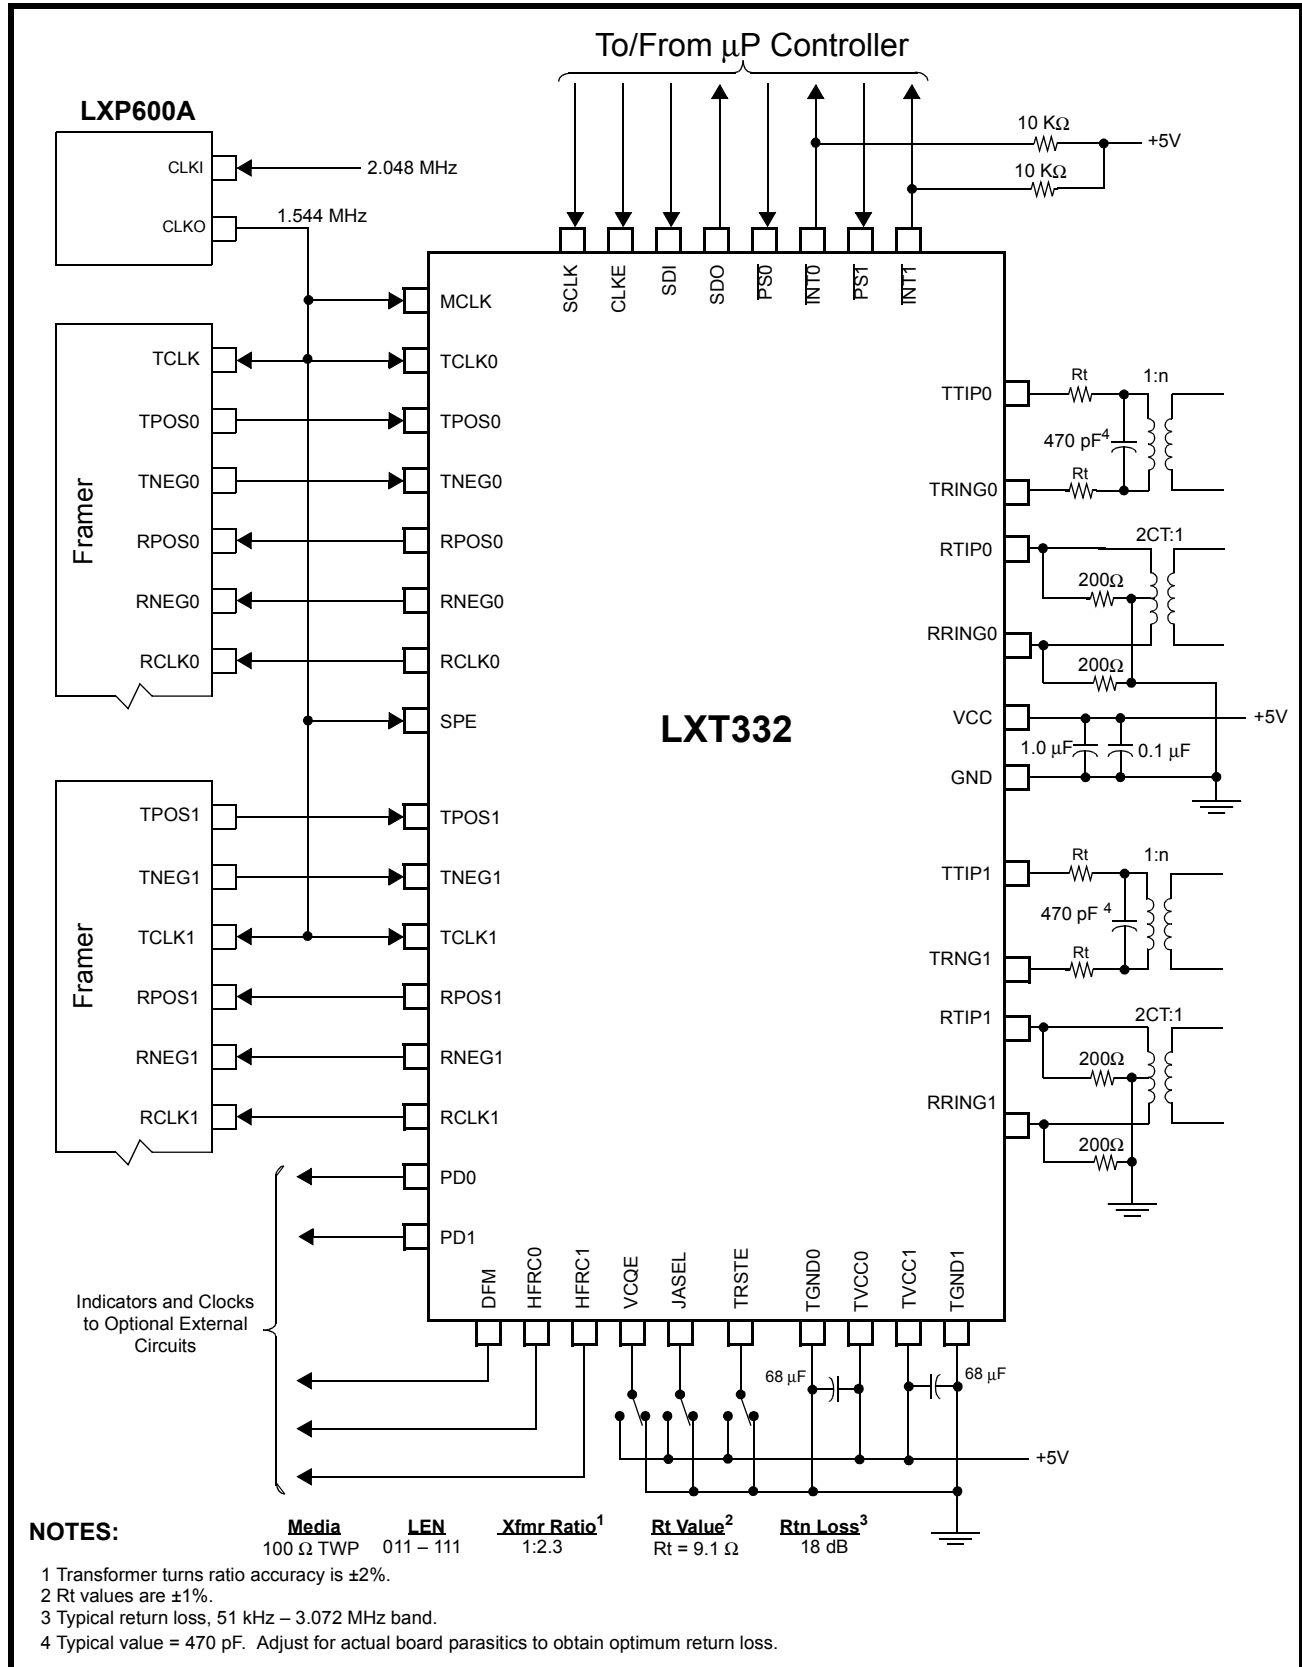 To/From µP Controller
LXP600A
CLKI
2.048 MHz
CLKO
1.544 MHz
10 KΩ
+5V
10 KΩ
SCLK
CLKE
SDI
SDO
PS0
INT0
PS1
INT1
Framer
TCLK
TPOS0
TNEG0
RPOS0
RNEG0
RCLK0
MCLK
TCLK0
TPOS0
TNEG0
RPOS0
RNEG0
RCLK0
SPE
LXT332
Framer
TPOS1
TNEG1
TCLK1
RPOS1
RNEG1
RCLK1
TPOS1
TNEG1
TCLK1
RPOS1
RNEG1
RCLK1
PD0
PD1
TTIP0
Rt
1:n
470 pF4
TRING0
Rt
RTIP0
2CT:1
200Ω
RRING0
200Ω
VCC
+5V
1.0 µF
0.1 µF
GND
TTIP1
Rt
1:n
470 pF 4
TRNG1
Rt
RTIP1
2CT:1
200Ω
RRING1
200Ω
DFM
HFRC0
HFRC1
VCQE
JASEL
TRSTE
TGND0
TVCC0
TVCC1
TGND1
Indicators and Clocks
to Optional External
Circuits
68 µF
68 µF
+5V
NOTES:
Media LEN Xfmr Ratio1 Rt Value2 Rtn Loss3
100 Ω TWP 011 – 111 1:2.3 Rt = 9.1 Ω 18 dB
1 Transformer turns ratio accuracy is ±2%.
2 Rt values are ±1%.
3 Typical return loss, 51 kHz – 3.072 MHz band.
4 Typical value = 470 pF. Adjust for actual board parasitics to obtain optimum return loss.